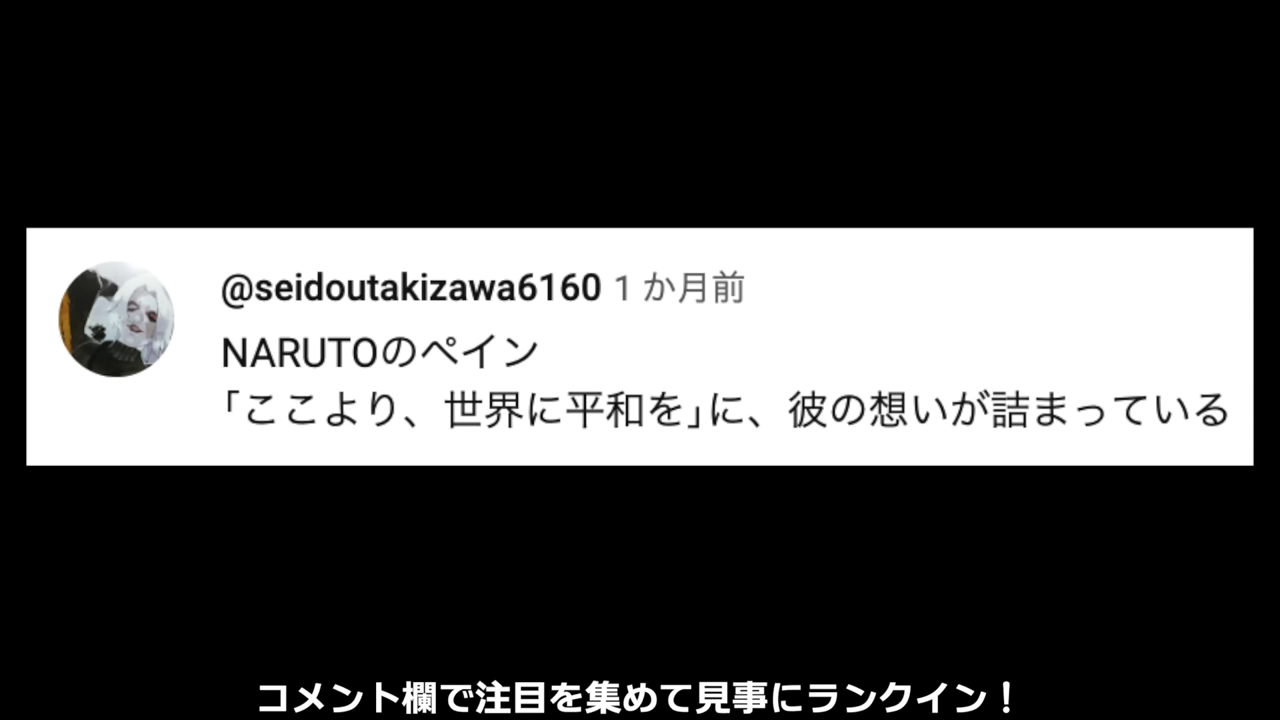 @seidoutakizawa6160 1 か月前
NARUTOのペイン
「ここより、世界に平和を」に、彼の想いが詰まっている
コメント欄で注目を集めて見事にランクイン！